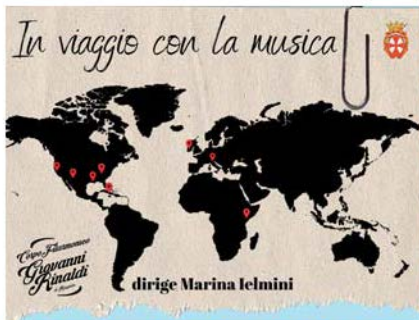 In viaggio con la musica
Corpo Filarmonico
Giovanni
Rinaldi
dirige Marina Ielmini